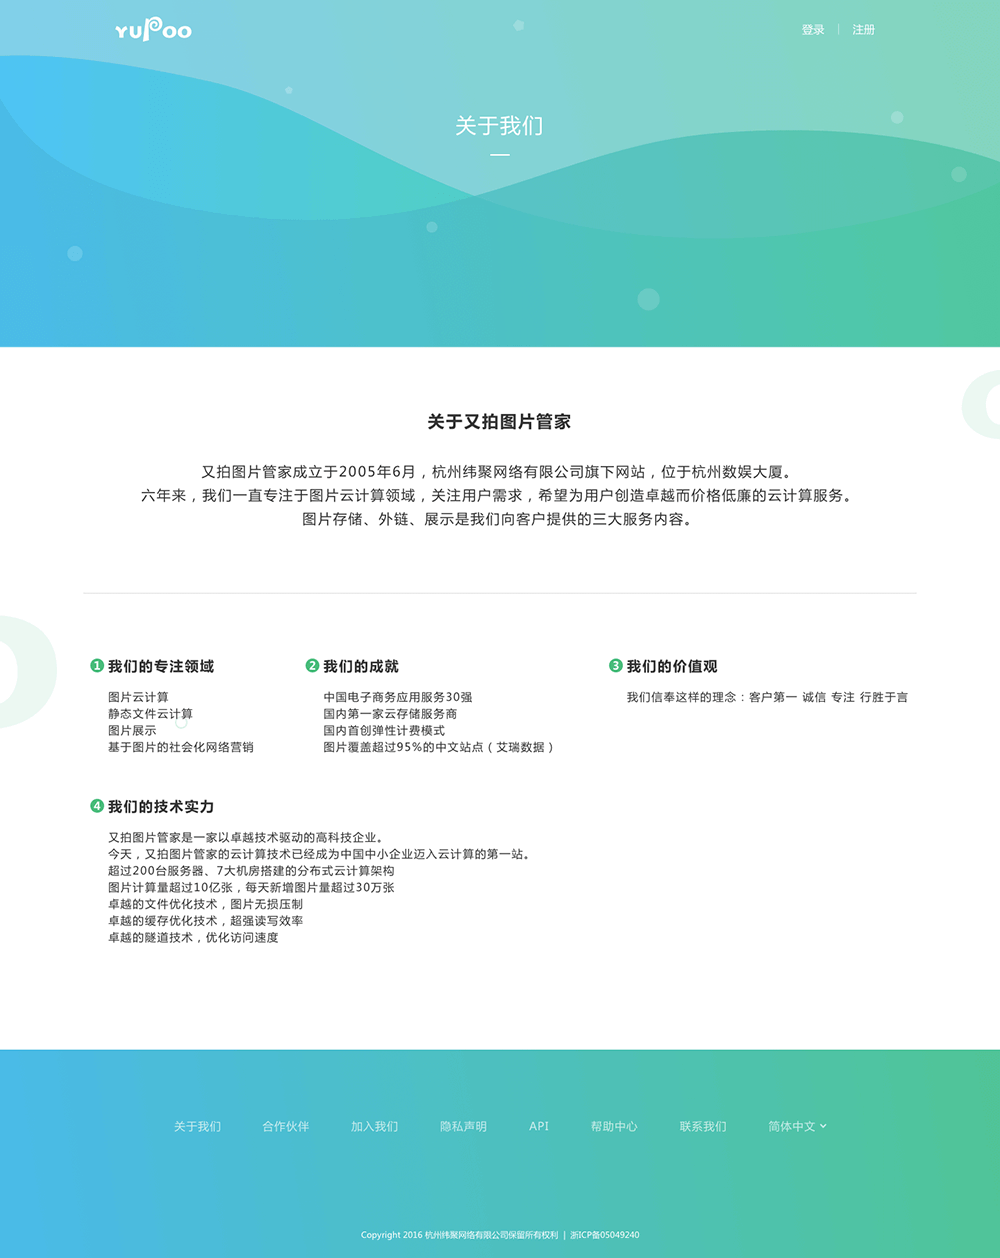 YUPOO
登录 | 注册
关于我们
关于又拍图片管家
又拍图片管家成立于2005年6月，杭州纬聚网络有限公司旗下网站，位于杭州数娱大厦。
六年来，我们一直专注于图片云计算领域，关注用户需求，希望为用户创造卓越而价格低廉的云计算服务。
图片存储、外链、展示是我们向客户提供的三大服务内容。
1 我们的专注领域
图片云计算
静态文件云计算
图片展示
基于图片的社会化网络营销
2 我们的成就
中国电子商务应用服务30强
国内第一家云存储服务商
国内首创弹性计费模式
图片覆盖超过95%的中文站点（艾瑞数据）
3 我们的价值观
我们信奉这样的理念：客户第一 诚信 专注 行胜于言
4 我们的技术实力
又拍图片管家是一家以卓越技术驱动的高科技企业。
今天，又拍图片管家的云计算技术已经成为中国中小企业迈入云计算的第一站。
超过200台服务器、7大机房搭建的分布式云计算架构
图片计算量超过10亿张，每天新增图片量超过30万张
卓越的文件优化技术，图片无损压制
卓越的缓存优化技术，超强读写效率
卓越的隧道技术，优化访问速度
关于我们 合作伙伴 加入我们 隐私声明 API 帮助中心 联系我们 简体中文
Copyright 2016 杭州纬聚网络有限公司保留所有权利 | 浙ICP备05049240